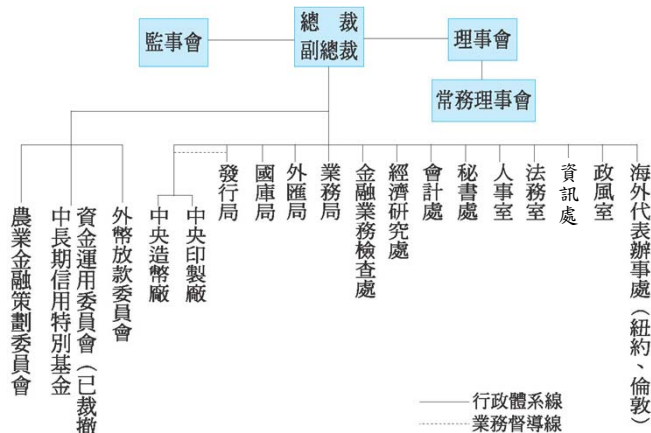 監事會
總裁
副總裁
理事會
常務理事會
農業金融策劃委員會
中長期信用特別基金
資金運用委員會（已裁撤
外幣放款委員會
中央造幣廠
中央印製廠
發行局
國庫局
外匯局
業務局
金融業務檢查處
經濟研究處
會計處
秘書處
人事室
法務室
資訊處
政風室
海外代表辦事處（紐約、倫敦）
行政體系線
業務督導線